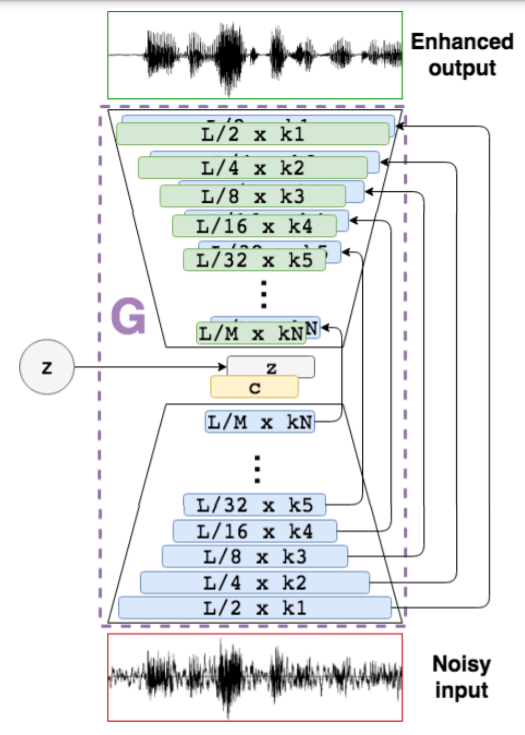 Enhanced
output
L/2 x k1
L/4 x k2
L/8 x k3
L/16 x k4
L/32 x k5
G
L/M x kN
N
z
z
c
L/M x kN
L/32 x k5
L/16 x k4
L/8 x k3
L/4 x k2
L/2 x k1
Noisy
input